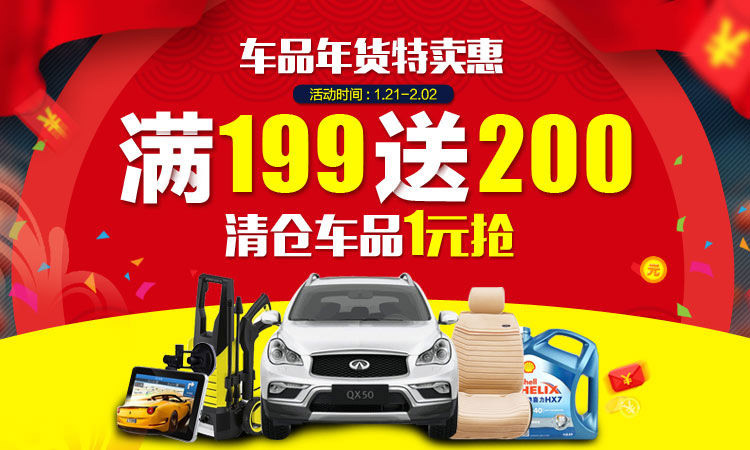 车品年货特卖惠
活动时间：1.21-2.02
满199送200
清仓车品1元抢
元
QX50
Shell
HELIX
HX7